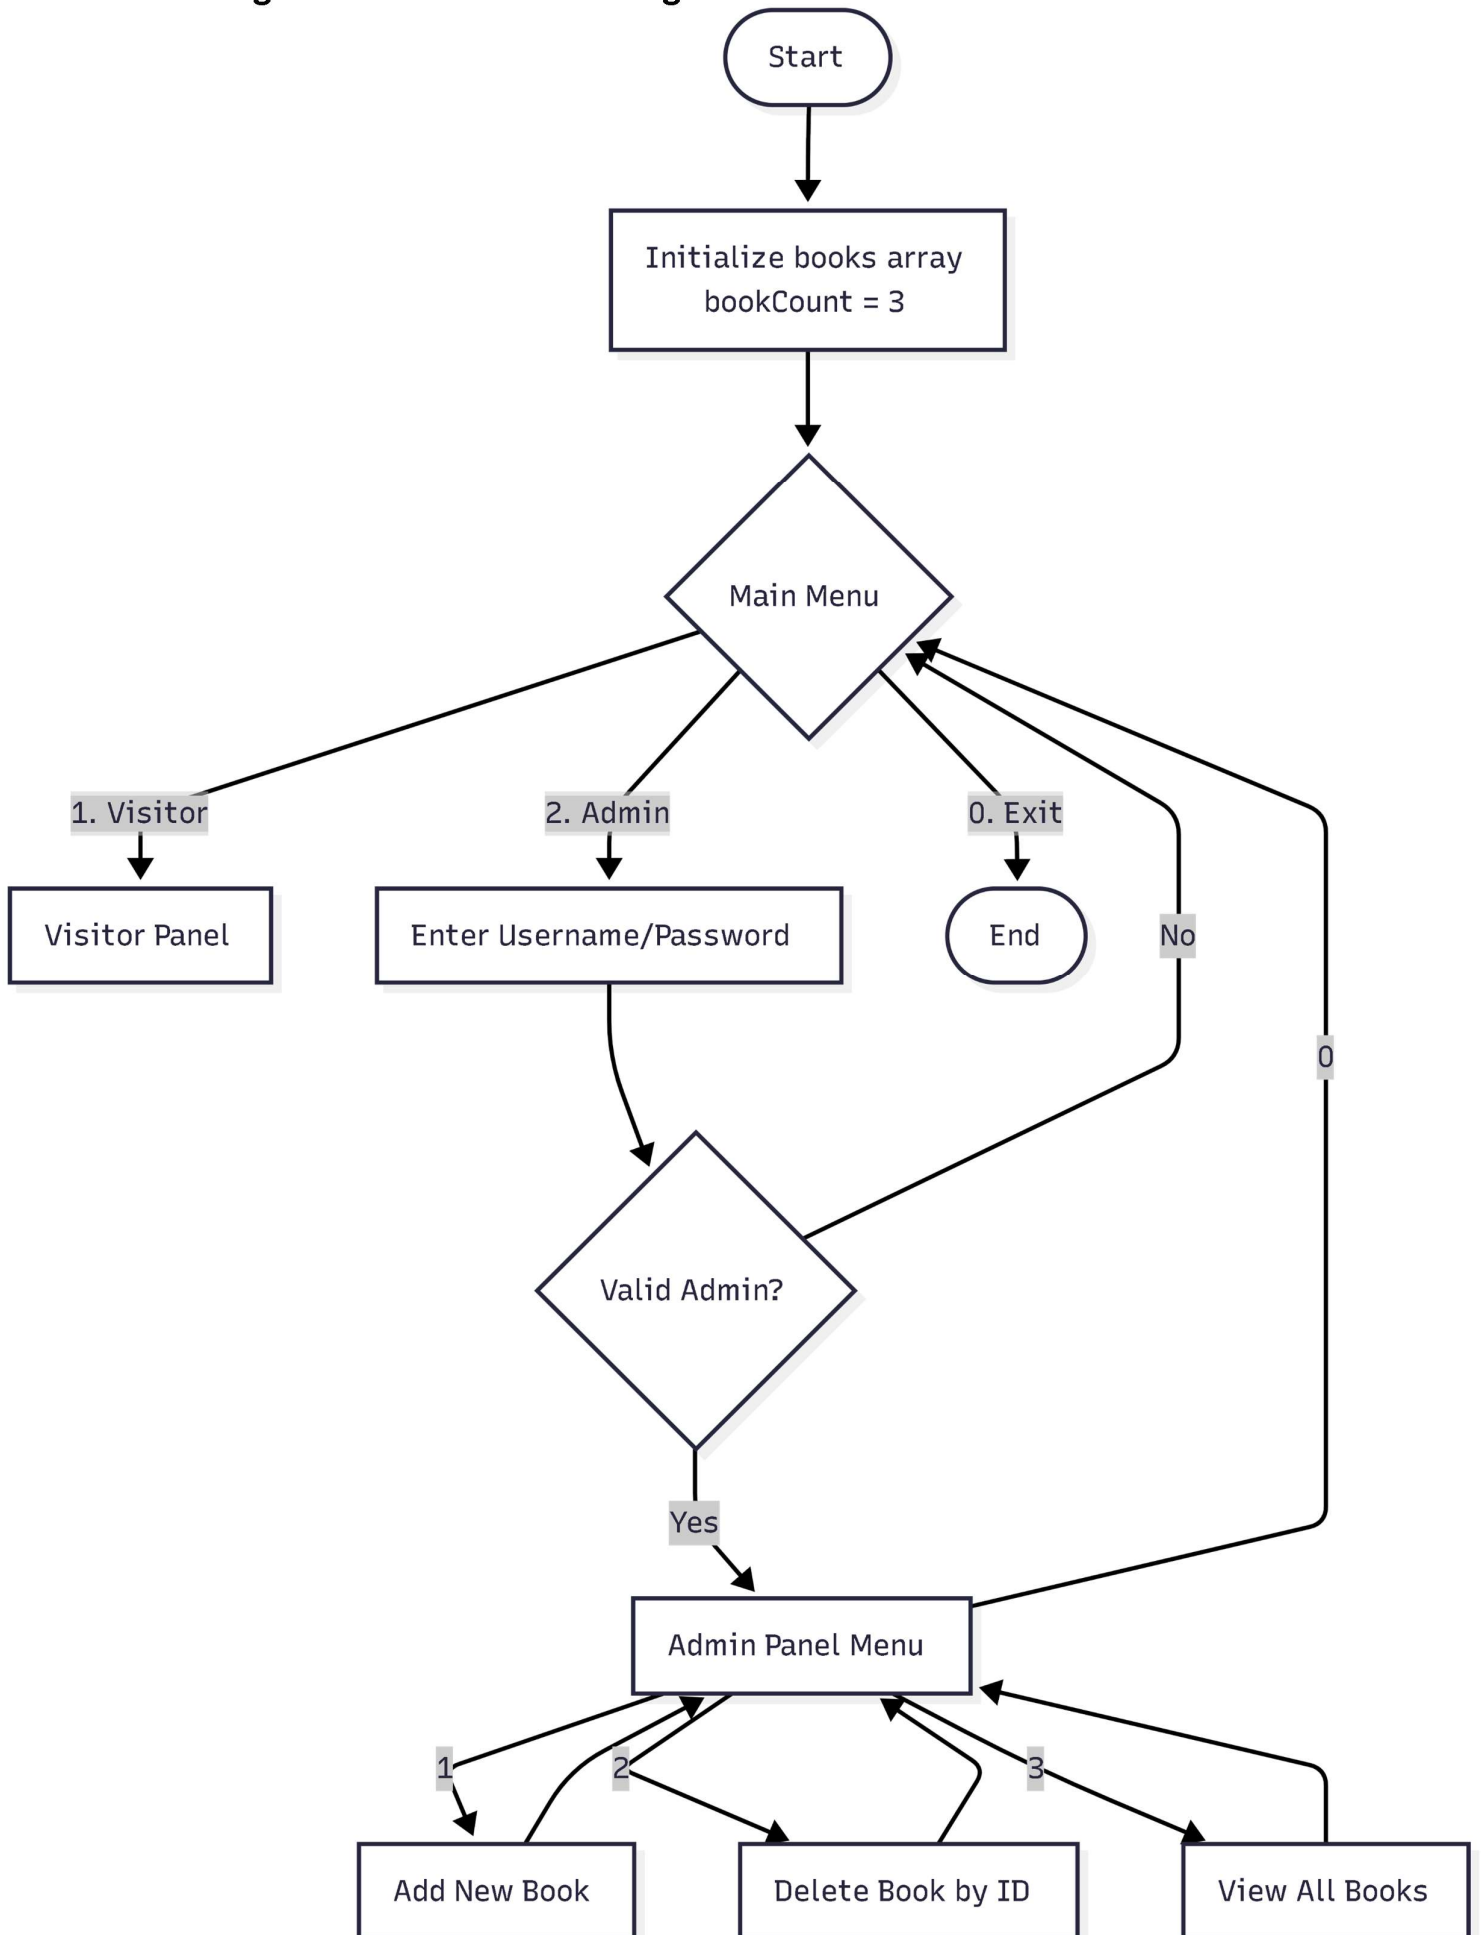 Start
Initialize books array
bookCount = 3
Main Menu
1. Visitor
2. Admin
0. Exit
Visitor Panel
Enter Username/Password
End
No
0
Valid Admin?
Yes
Admin Panel Menu
1
2
3
Add New Book
Delete Book by ID
View All Books